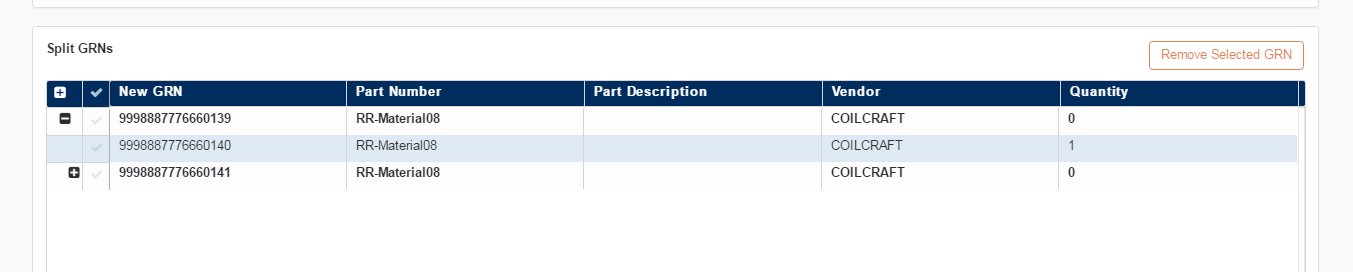 Split GRNs
Remove Selected GRN
New GRN Part Number Part Description Vendor Quantity
9998887776660139 RR-Material08 COILCRAFT 0
9998887776660140 RR-Material08 COILCRAFT 1
9998887776660141 RR-Material08 COILCRAFT 0